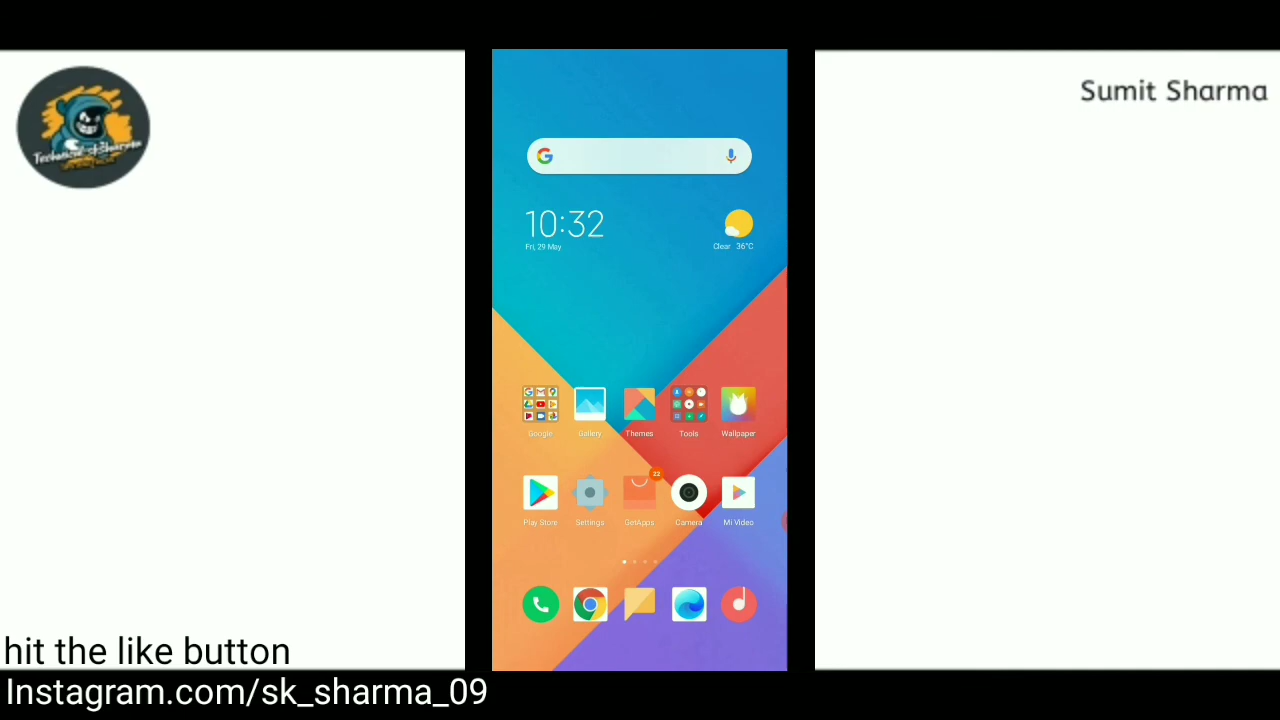 Sumit Sharma
10:32
Fri, 29 May
Clear 36°C
Google Gallery Themes Tools Wallpaper
22
Play Store Settings GetApps Camera Mi Video
hit the like button
Instagram.com/sk_sharma_09